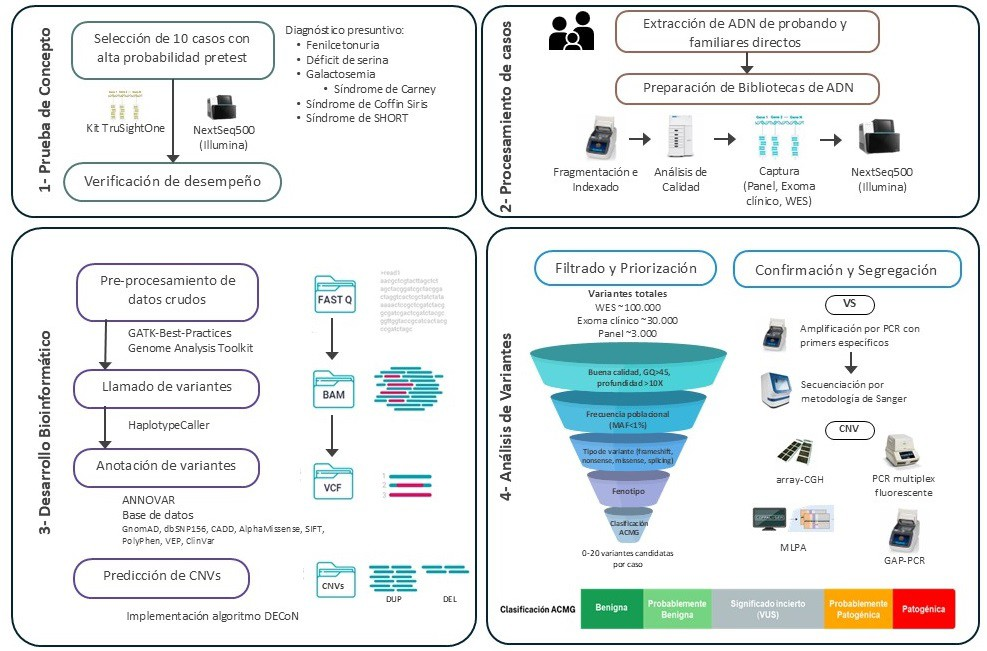 1- Prueba de Concepto
Selección de 10 casos con
alta probabilidad pretest
Kit TruSightOne
NextSeq500
(Illumina)
Verificación de desempeño
Diagnóstico presuntivo:
• Fenilcetonuria
• Déficit de serina
• Galactosemia
• Síndrome de Carney
• Síndrome de Coffin Siris
• Síndrome de SHORT
2- Procesamiento de casos
Extracción de ADN de probando y
familiares directos
Preparación de Bibliotecas de ADN
Fragmentación e
Indexado
Análisis de
Calidad
Captura
(Panel, Exoma
clínico, WES)
NextSeq500
(Illumina)
3- Desarrollo Bioinformático
Pre-procesamiento de
datos crudos
GATK-Best-Practices
Genome Analysis Toolkit
Llamado de variantes
HaplotypeCaller
Anotación de variantes
ANNOVAR
Base de datos
GnomAD, dbSNP156, CADD, AlphaMissense, SIFT,
PolyPhen, VEP, ClinVar
Predicción de CNVs
Implementación algoritmo DECoN
FAST Q
BAM
VCF
1
2
3
CNVs
DUP
DEL
4- Análisis de Variantes
Filtrado y Priorización
Variantes totales
WES ~100.000
Exoma clínico ~30.000
Panel ~3.000
Buena calidad, GQ>45,
profundidad >10X
Frecuencia poblacional
(MAF<1%)
Tipo de variante (frameshift,
nonsense, missense, splicing)
Fenotipo
Clasificación
ACMG
0-20 variantes candidatas
por caso
Confirmación y Segregación
VS
Amplificación por PCR con
primers específicos
Secuenciación por
metodología de Sanger
CNV
array-CGH
PCR multiplex
fluorescente
MLPA
GAP-PCR
Clasificación ACMG
Benigna
Probablemente
Benigna
Significado incierto
(VUS)
Probablemente
Patogénica
Patogénica